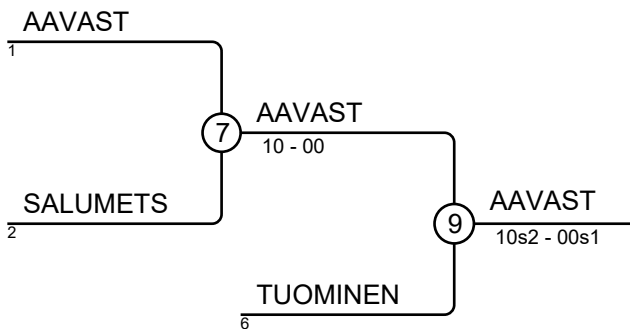 AAVAST
1
7
AAVAST
10 - 00
SALUMETS
2
9
AAVAST
10s2 - 00s1
TUOMINEN
6